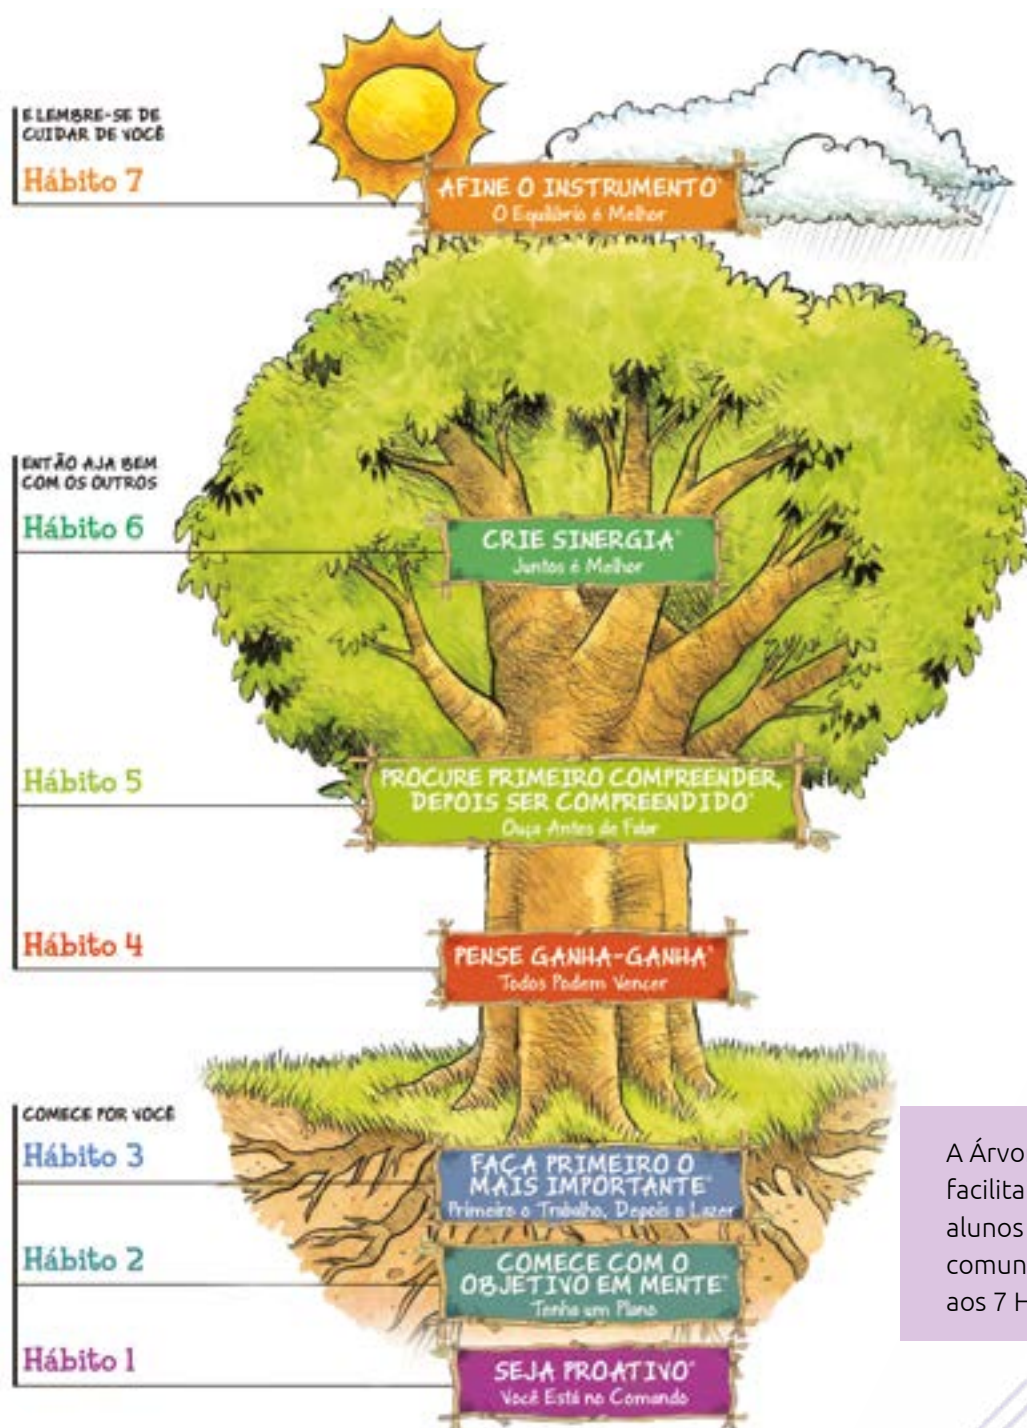 E LEMBRE-SE DE
CUIDAR DE VOCÊ
Hábito 7
AFINE O INSTRUMENTO®
O Equilíbrio é Melhor
ENTÃO AJA BEM
COM OS OUTROS
Hábito 6
CRIE SINERGIA®
Juntos é Melhor
Hábito 5
PROCURE PRIMEIRO COMPREENDER,
DEPOIS SER COMPREENDIDO®
Ouça Antes de Falar
Hábito 4
PENSE GANHA-GANHA®
Todos Podem Vencer
COMECE POR VOCÊ
Hábito 3
FAÇA PRIMEIRO O
MAIS IMPORTANTE®
Primeiro o Trabalho, Depois o Lazer
Hábito 2
COMECE COM O
OBJETIVO EM MENTE®
Tenha um Plano
Hábito 1
SEJA PROATIVO®
Você Está no Comando
A Árvo
facilita
alunos
comun
aos 7 H